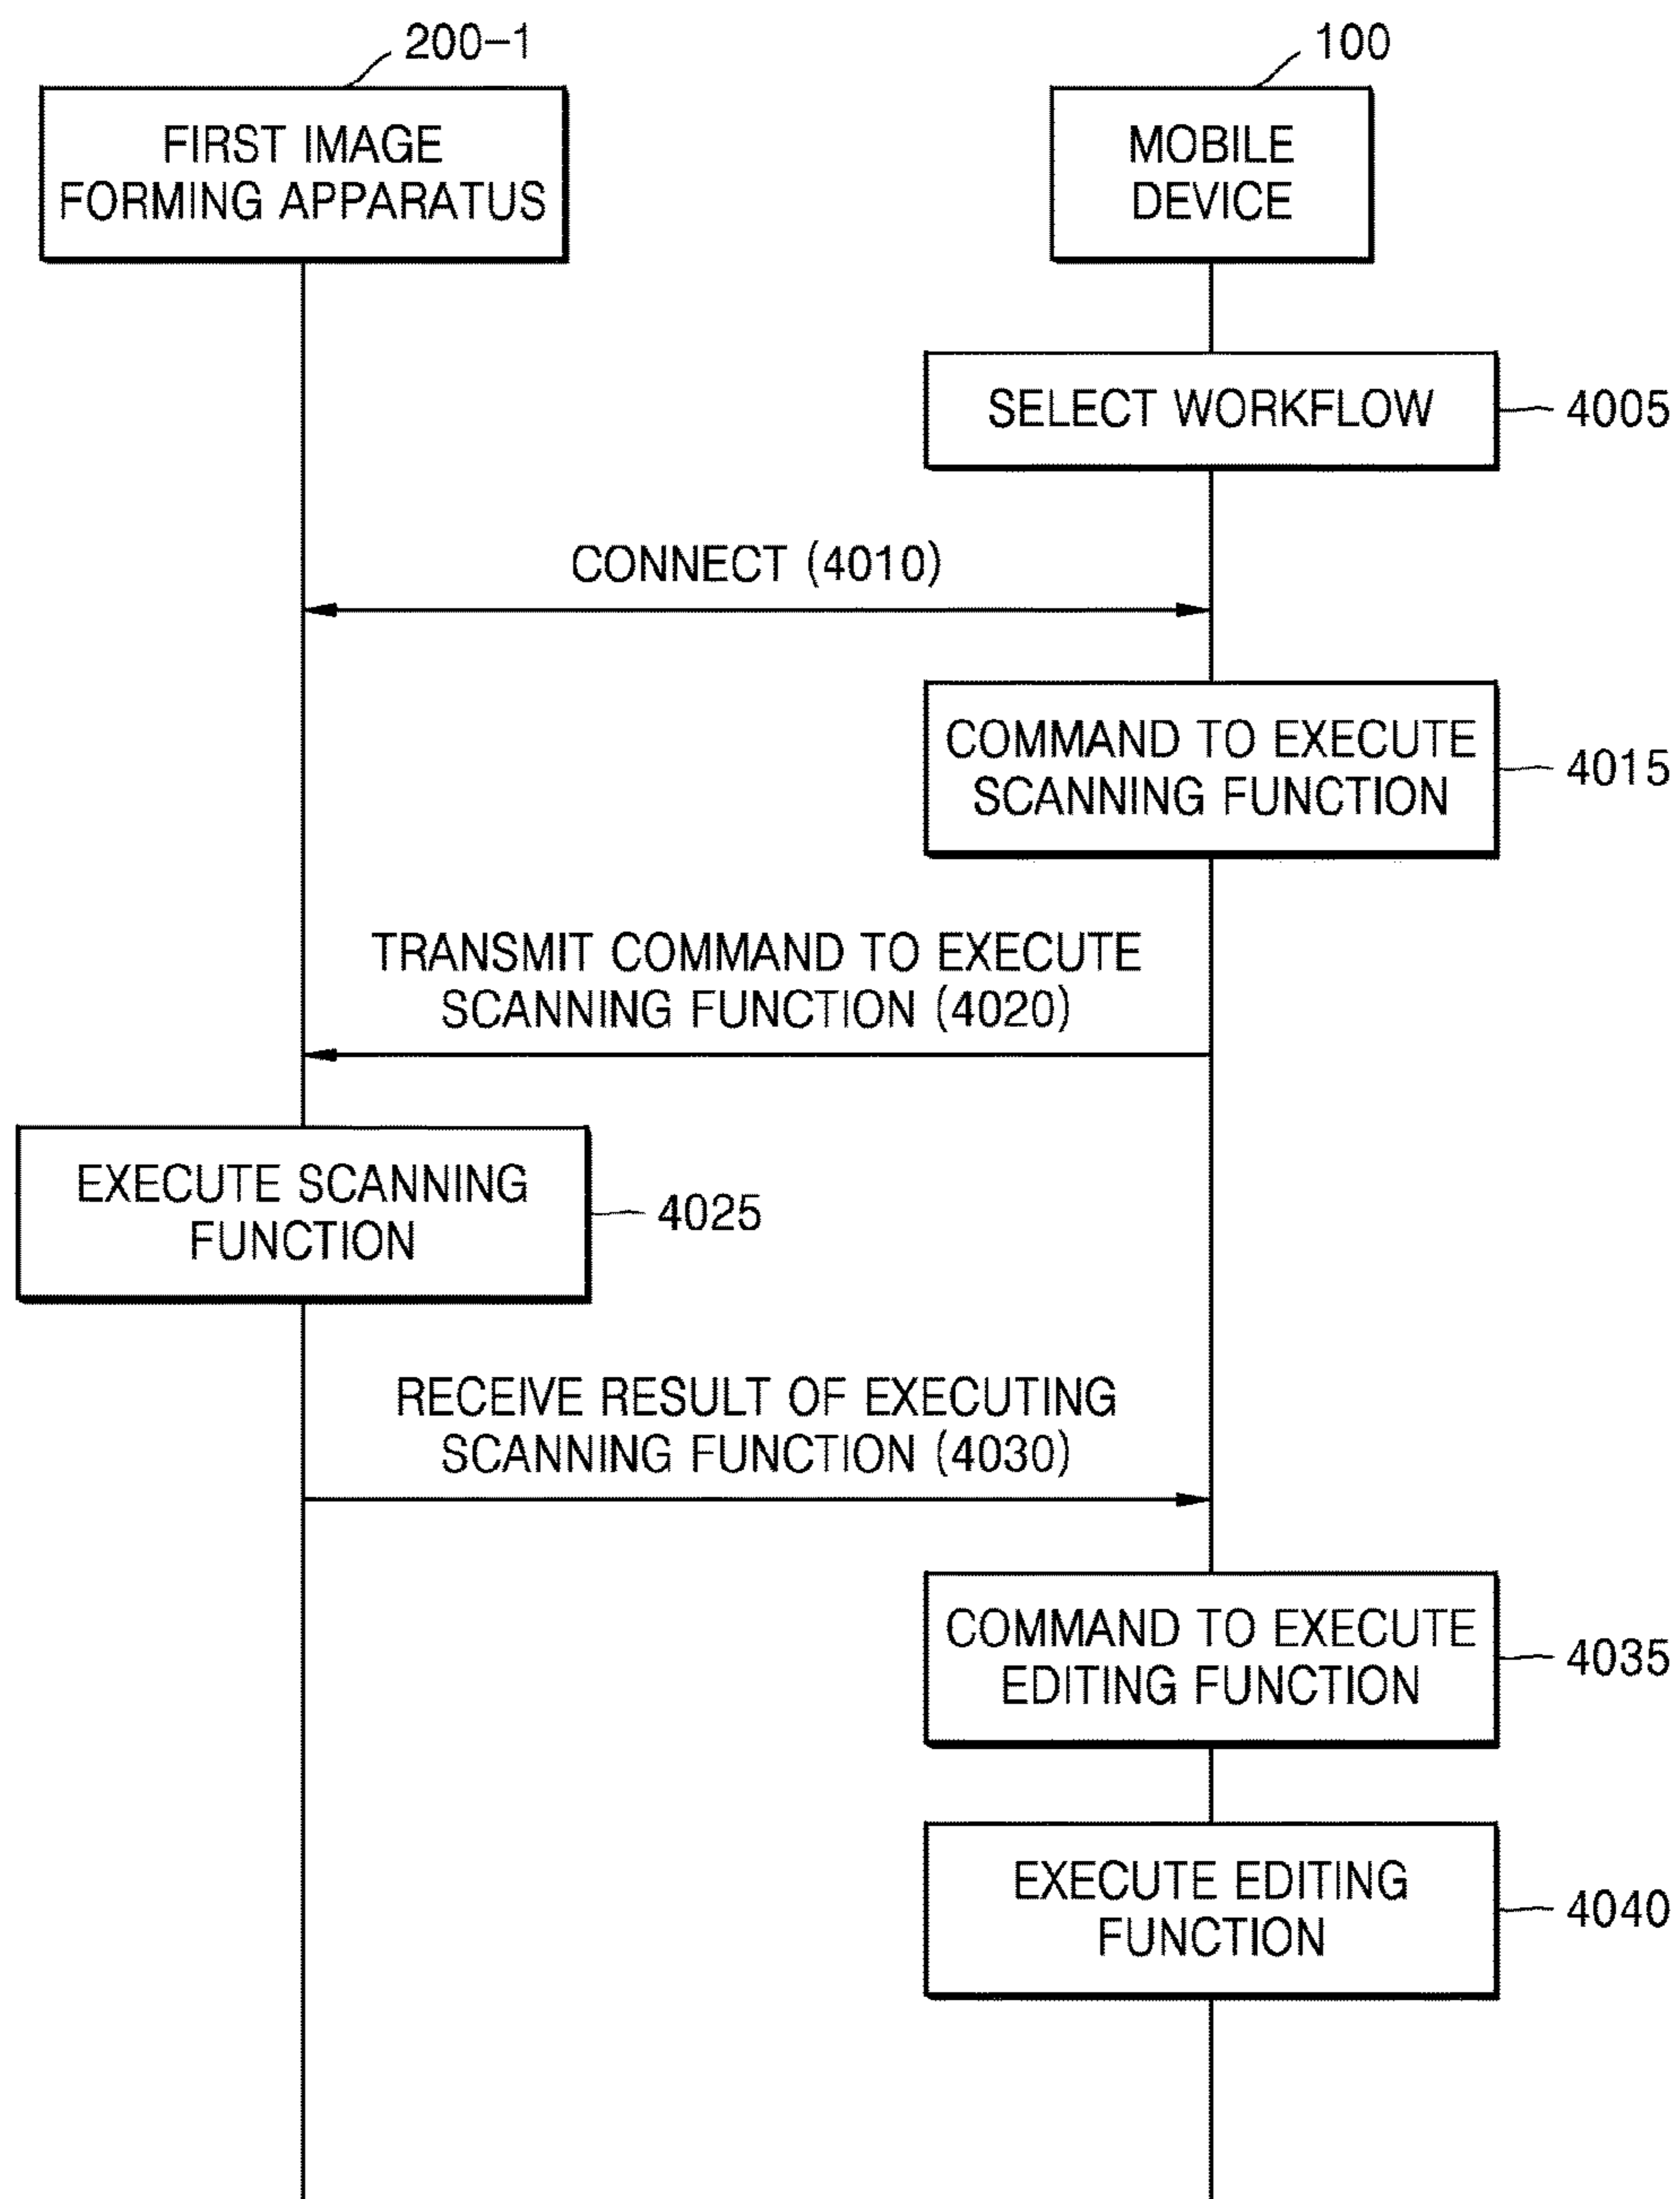 200-1
100
FIRST IMAGE
FORMING APPARATUS
MOBILE
DEVICE
SELECT WORKFLOW
4005
CONNECT (4010)
COMMAND TO EXECUTE
SCANNING FUNCTION
4015
TRANSMIT COMMAND TO EXECUTE
SCANNING FUNCTION (4020)
EXECUTE SCANNING
FUNCTION
4025
RECEIVE RESULT OF EXECUTING
SCANNING FUNCTION (4030)
COMMAND TO EXECUTE
EDITING FUNCTION
4035
EXECUTE EDITING
FUNCTION
4040